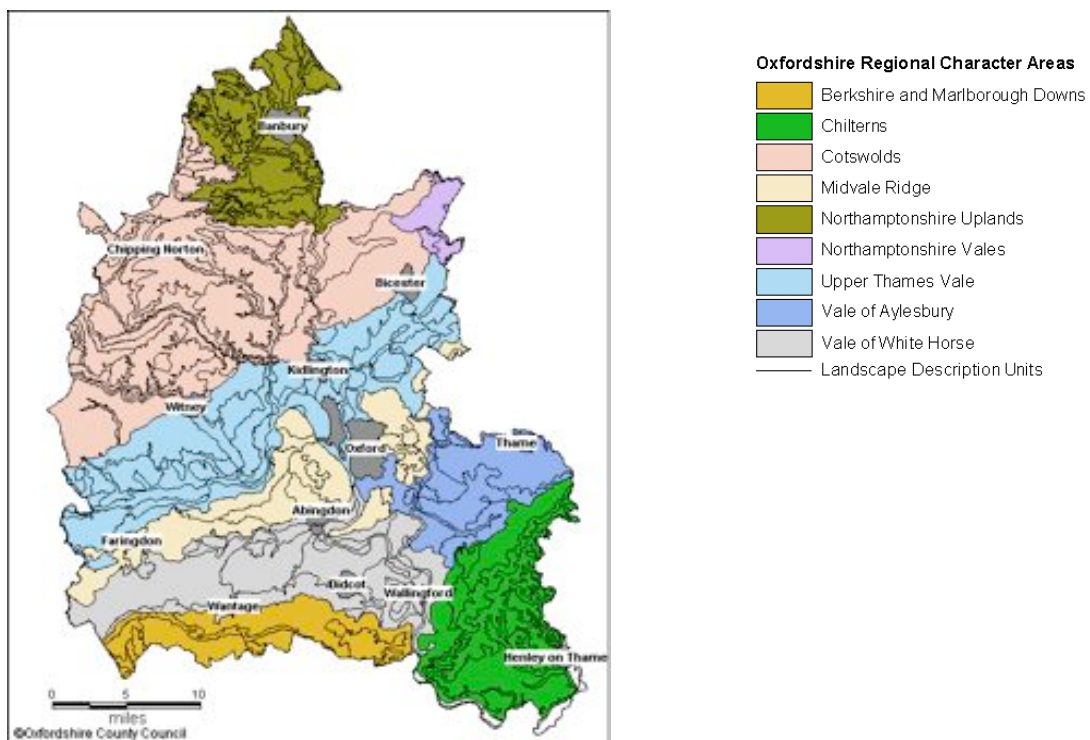 Banbury
Chipping Norton
Bicester
Kidlington
Witney
Oxford
Thame
Abingdon
Faringdon
Didcot
Wallingford
Wantage
Henley on Thame
0 5 10
miles
©Oxfordshire County Council
Oxfordshire Regional Character Areas
Berkshire and Marlborough Downs
Chilterns
Cotswolds
Midvale Ridge
Northamptonshire Uplands
Northamptonshire Vales
Upper Thames Vale
Vale of Aylesbury
Vale of White Horse
Landscape Description Units